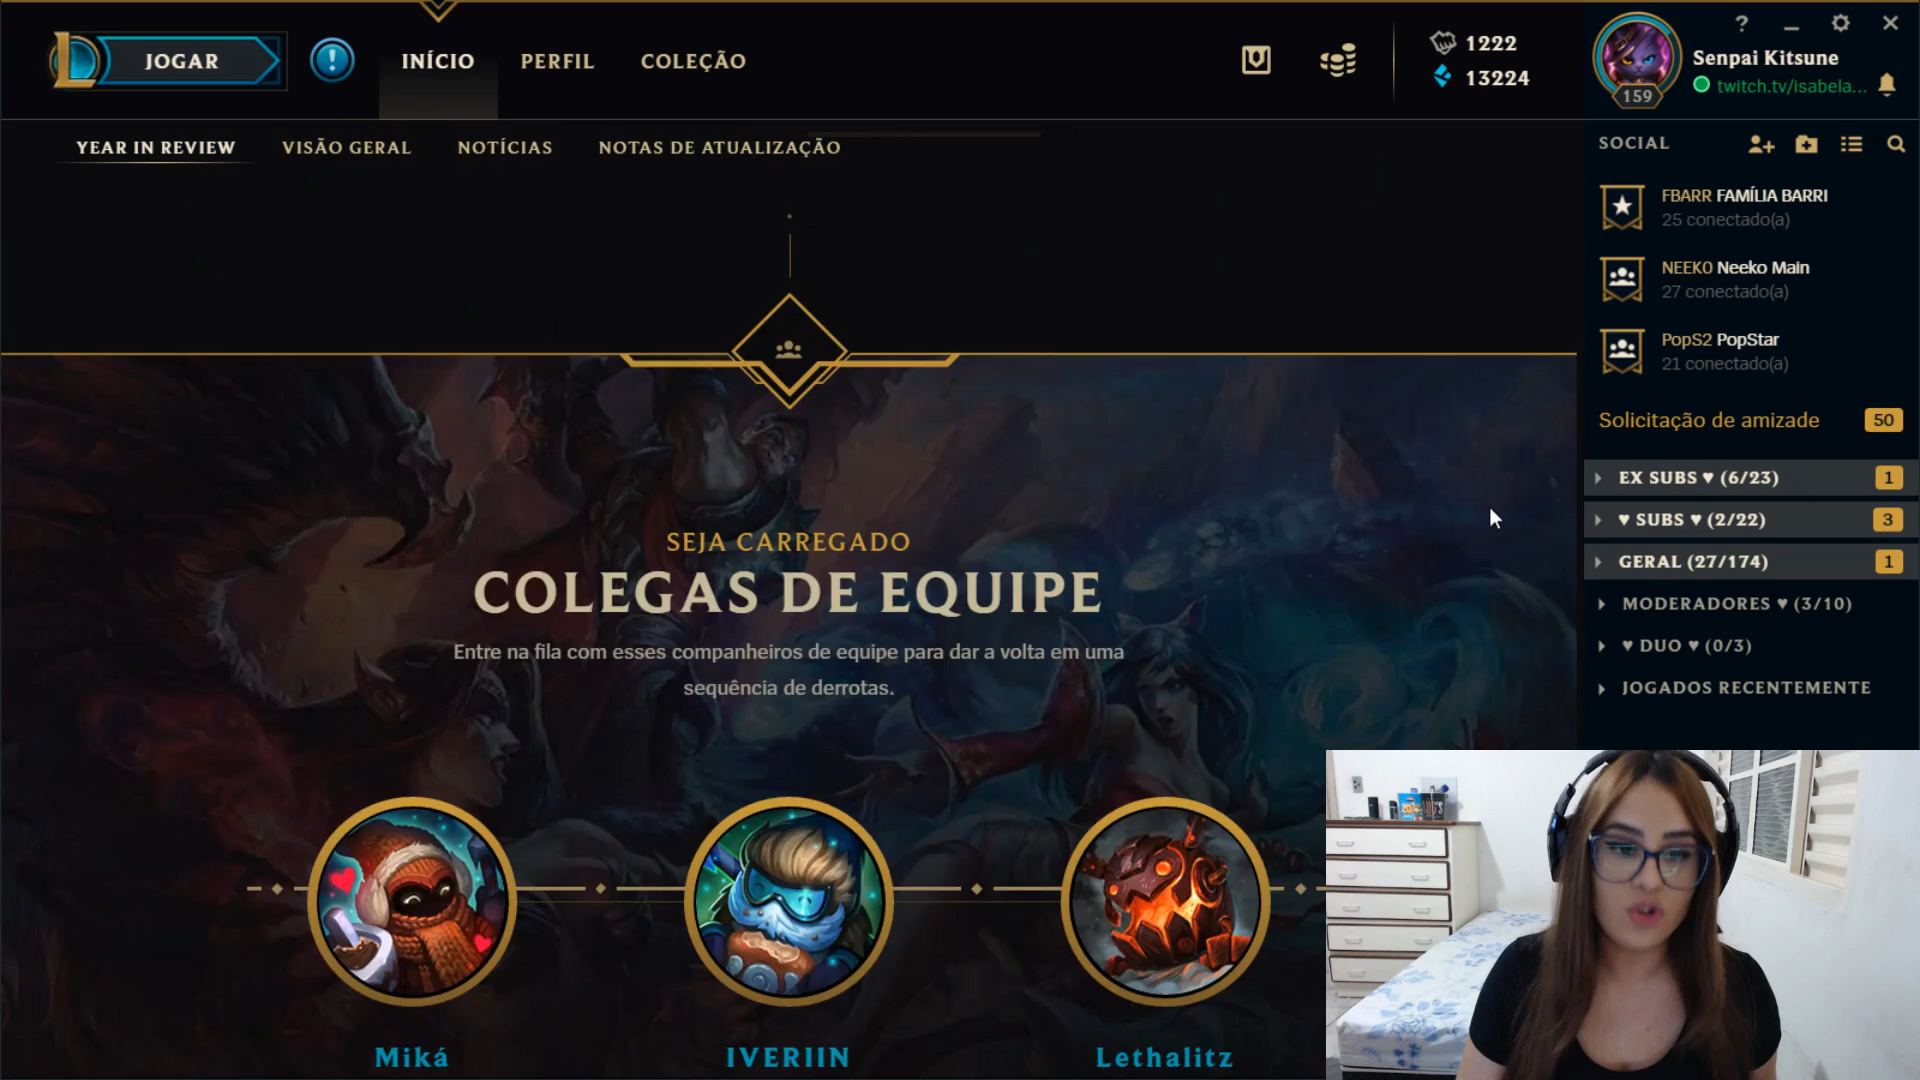 JOGAR
INÍCIO
PERFIL
COLEÇÃO
1222
13224
159
Senpai Kitsune
twitch.tv/isabela...
YEAR IN REVIEW
VISÃO GERAL
NOTÍCIAS
NOTAS DE ATUALIZAÇÃO
SEJA CARREGADO
COLEGAS DE EQUIPE
Entre na fila com esses companheiros de equipe para dar a volta em uma
sequência de derrotas.
Miká
IVERIIN
Lethalitz
SOCIAL
FBARR FAMÍLIA BARRI
25 conectado(a)
NEEKO Neeko Main
27 conectado(a)
PopS2 PopStar
21 conectado(a)
Solicitação de amizade 50
EX SUBS ♥ (6/23) 1
♥ SUBS ♥ (2/22) 3
GERAL (27/174) 1
MODERADORES ♥ (3/10)
♥ DUO ♥ (0/3)
JOGADOS RECENTEMENTE